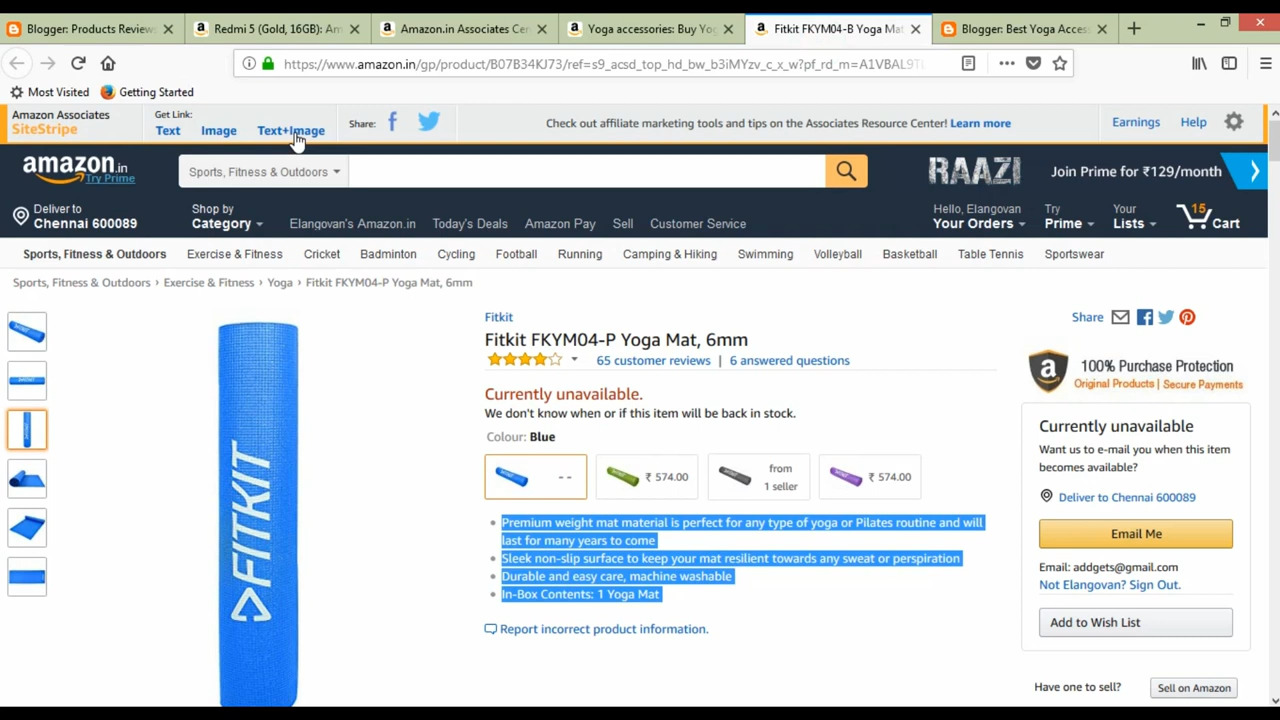 Blogger: Products Reviews
Redmi 5 (Gold, 16GB): Am
Amazon.in Associates Cen
Yoga accessories: Buy Yo
Fitkit FKYM04-B Yoga Mat
Blogger: Best Yoga Access
https://www.amazon.in/gp/product/B07B34KJ73/ref=s9_acsd_top_hd_bw_b3iMYzv_c_x_w?pf_rd_m=A1VBAL9TL
Most Visited Getting Started
Amazon Associates
SiteStripe
Get Link:
Text Image Text+Image
Share:
Check out affiliate marketing tools and tips on the Associates Resource Center! Learn more
Earnings Help
amazon.in
Try Prime
Sports, Fitness & Outdoors
RAAZI
Join Prime for ₹129/month
Deliver to
Chennai 600089
Shop by
Category
Elangovan's Amazon.in Today's Deals Amazon Pay Sell Customer Service
Hello, Elangovan
Your Orders
Try
Prime
Your
Lists
15
Cart
Sports, Fitness & Outdoors Exercise & Fitness Cricket Badminton Cycling Football Running Camping & Hiking Swimming Volleyball Basketball Table Tennis Sportswear
Sports, Fitness & Outdoors › Exercise & Fitness › Yoga › Fitkit FKYM04-P Yoga Mat, 6mm
FITKIT
Fitkit
Fitkit FKYM04-P Yoga Mat, 6mm
65 customer reviews | 6 answered questions
Currently unavailable.
We don't know when or if this item will be back in stock.
Colour: Blue
- -
₹ 574.00
from
1 seller
₹ 574.00
Premium weight mat material is perfect for any type of yoga or Pilates routine and will
last for many years to come
Sleek non-slip surface to keep your mat resilient towards any sweat or perspiration
Durable and easy care, machine washable
In-Box Contents: 1 Yoga Mat
Report incorrect product information.
Share
100% Purchase Protection
Original Products | Secure Payments
Currently unavailable
Want us to e-mail you when this item
becomes available?
Deliver to Chennai 600089
Email Me
Email: addgets@gmail.com
Not Elangovan? Sign Out.
Add to Wish List
Have one to sell?
Sell on Amazon